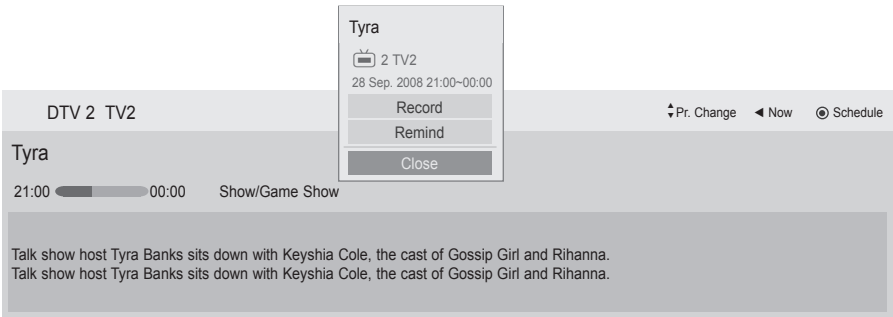 Tyra
2 TV2
28 Sep. 2008 21:00~00:00
Record
Remind
Close
DTV 2 TV2
Pr. Change
Now
Schedule
Tyra
21:00 00:00 Show/Game Show
Talk show host Tyra Banks sits down with Keyshia Cole, the cast of Gossip Girl and Rihanna.
Talk show host Tyra Banks sits down with Keyshia Cole, the cast of Gossip Girl and Rihanna.